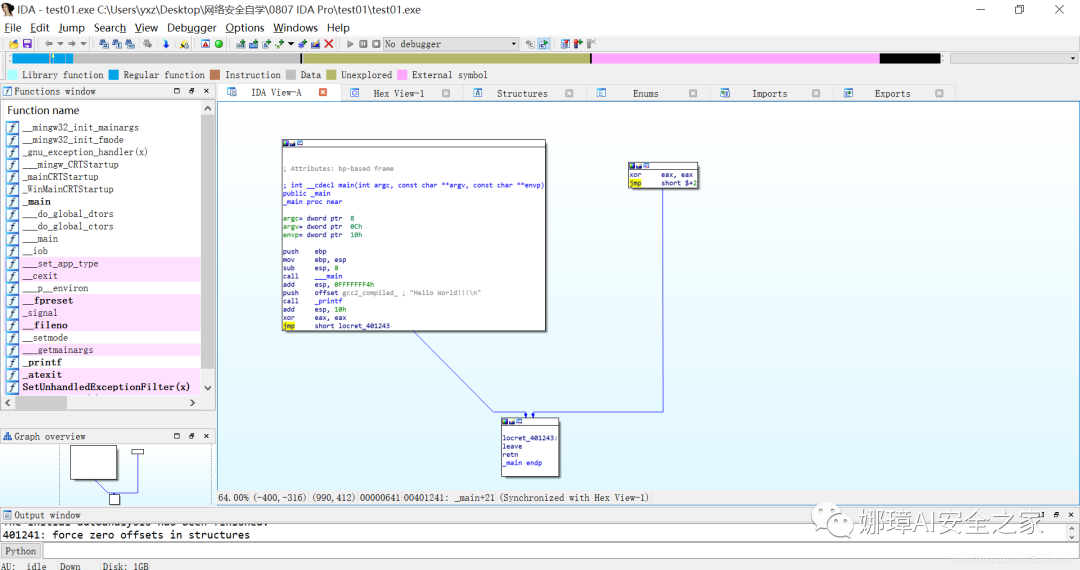 IDA - test01.exe C:\Users\yxz\Desktop\网络安全自学\0807 IDA Pro\test01\test01.exe
File Edit Jump Search View Debugger Options Windows Help
No debugger
Library function Regular function Instruction Data Unexplored External symbol
Functions window
IDA View-A Hex View-1 Structures Enums Imports Exports
Function name
__mingw32_init_mainargs
__mingw32_init_fmode
_gnu_exception_handler(x)
___mingw_CRTStartup
_mainCRTStartup
_WinMainCRTStartup
_main
___do_global_dtors
___do_global_ctors
___main
__iob
___set_app_type
__cexit
___p__environ
__fpreset
_signal
__fileno
__setmode
___getmainargs
_printf
_atexit
SetUnhandledExceptionFilter(x)
; Attributes: bp-based frame
; int __cdecl main(int argc, const char **argv, const char **envp)
public _main
_main proc near
argc= dword ptr 8
argv= dword ptr 0Ch
envp= dword ptr 10h
push ebp
mov ebp, esp
sub esp, 8
call ___main
add esp, 0FFFFFFF4h
push offset gcc2_compiled_ ; "Hello World!!!\n"
call _printf
add esp, 10h
xor eax, eax
jmp short locret_401243
xor eax, eax
jmp short $+2
locret_401243:
leave
retn
_main endp
Graph overview
64.00% (-400,-316) (990,412) 00000641 00401241: _main+21 (Synchronized with Hex View-1)
Output window
The initial autoanalysis has been finished.
401241: force zero offsets in structures
Python
AU: idle Down Disk: 1GB
娜璋AI安全之家